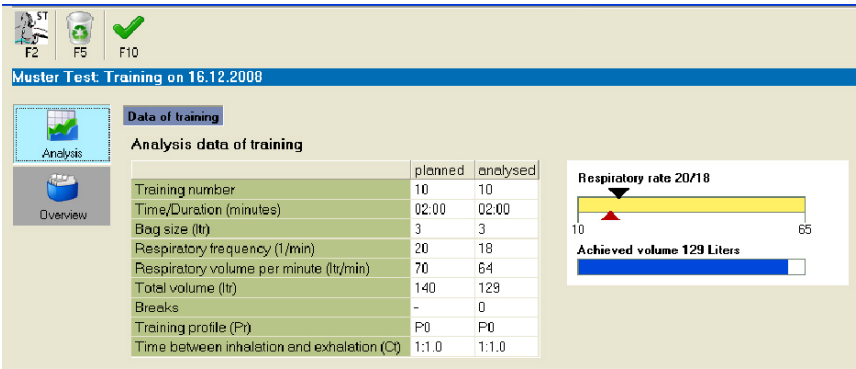 ST
F2 F5 F10
Muster Test: Training on 16.12.2008
Analysis
Overview
Data of training
Analysis data of training
planned analysed
Training number 10 10
Time/Duration (minutes) 02:00 02:00
Bag size (ltr) 3 3
Respiratory frequency (1/min) 20 18
Respiratory volume per minute (ltr/min) 70 64
Total volume (ltr) 140 129
Breaks - 0
Training profile (Pr) P0 P0
Time between inhalation and exhalation (Ct) 1:1.0 1:1.0
Respiratory rate 20/18
10 65
Achieved volume 129 Liters